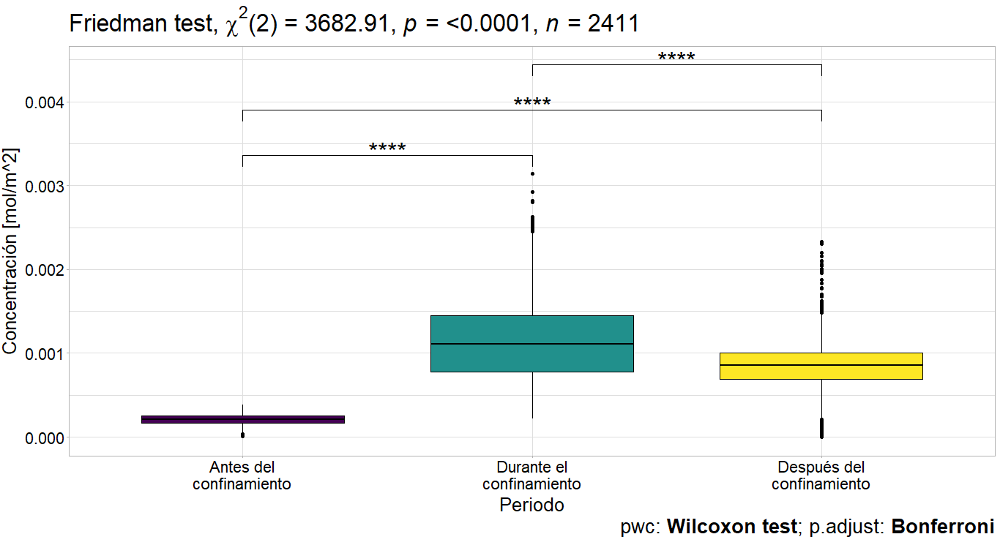 Friedman test, χ²(2) = 3682.91, p = <0.0001, n = 2411
****
****
****
0.004
0.003
0.002
0.001
0.000
Concentración [mol/m^2]
Antes del
confinamiento
Durante el
confinamiento
Después del
confinamiento
Periodo
pwc: Wilcoxon test; p.adjust: Bonferroni